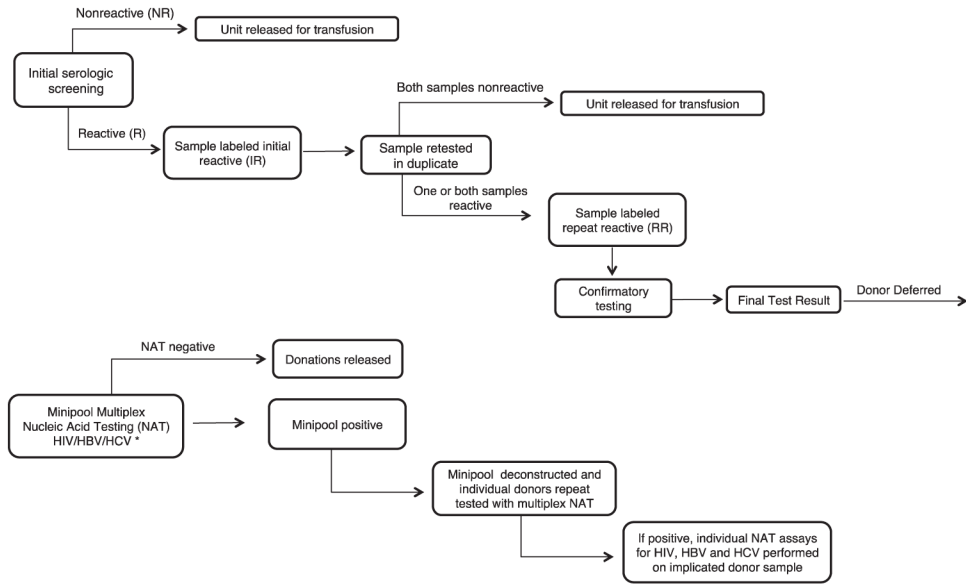 Nonreactive (NR)
Unit released for transfusion
Initial serologic
screening
Reactive (R)
Sample labeled initial
reactive (IR)
Both samples nonreactive
Unit released for transfusion
Sample retested
in duplicate
One or both samples
reactive
Sample labeled
repeat reactive (RR)
Confirmatory
testing
Final Test Result
Donor Deferred
NAT negative
Donations released
Minipool Multiplex
Nucleic Acid Testing (NAT)
HIV/HBV/HCV *
Minipool positive
Minipool deconstructed and
individual donors repeat
tested with multiplex NAT
If positive, individual NAT assays
for HIV, HBV and HCV performed
on implicated donor sample